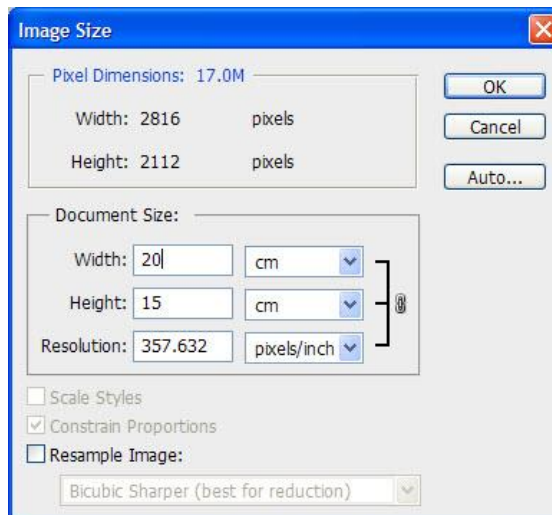 Image Size
Pixel Dimensions: 17.0M
OK
Width: 2816 pixels
Cancel
Height: 2112 pixels
Auto...
Document Size:
Width: 20 cm
Height: 15 cm
Resolution: 357.632 pixels/inch
Scale Styles
Constrain Proportions
Resample Image:
Bicubic Sharper (best for reduction)